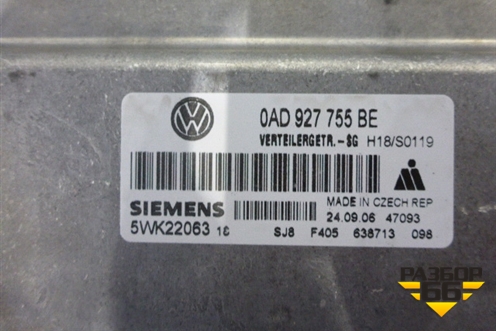 0AD 927 755 BE
VERTEILERGETR.-SG H18/S0119
MADE IN CZECH REP
SIEMENS
24.09.06 47093
5WK22063 18
SJ8 F405 638713 098
РАЗБОР
66